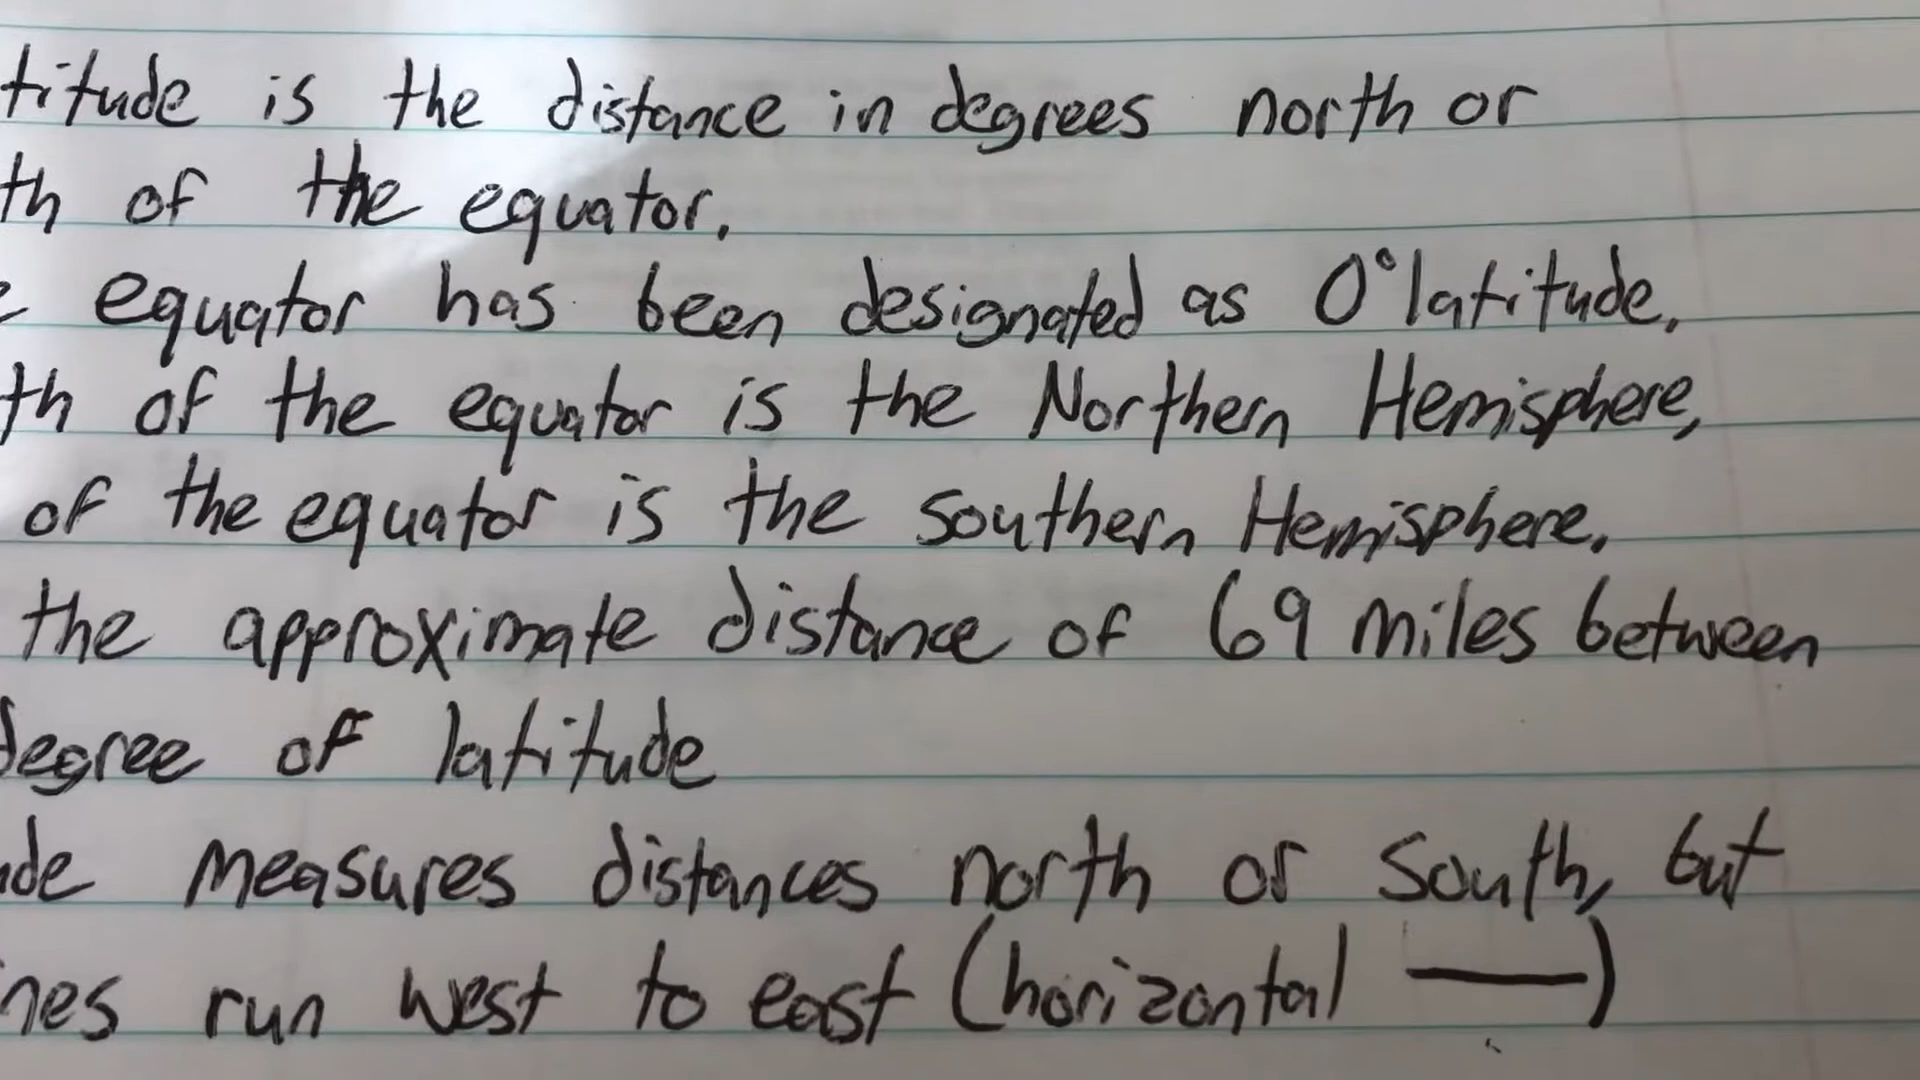 titude is the distance in degrees north or
th of the equator.
equator has been designated as 0° latitude.
th of the equator is the Northern Hemisphere,
of the equator is the southern Hemisphere.
the approximate distance of 69 miles between
degree of latitude
de measures distances north or south, but
nes run west to east (horizontal —)